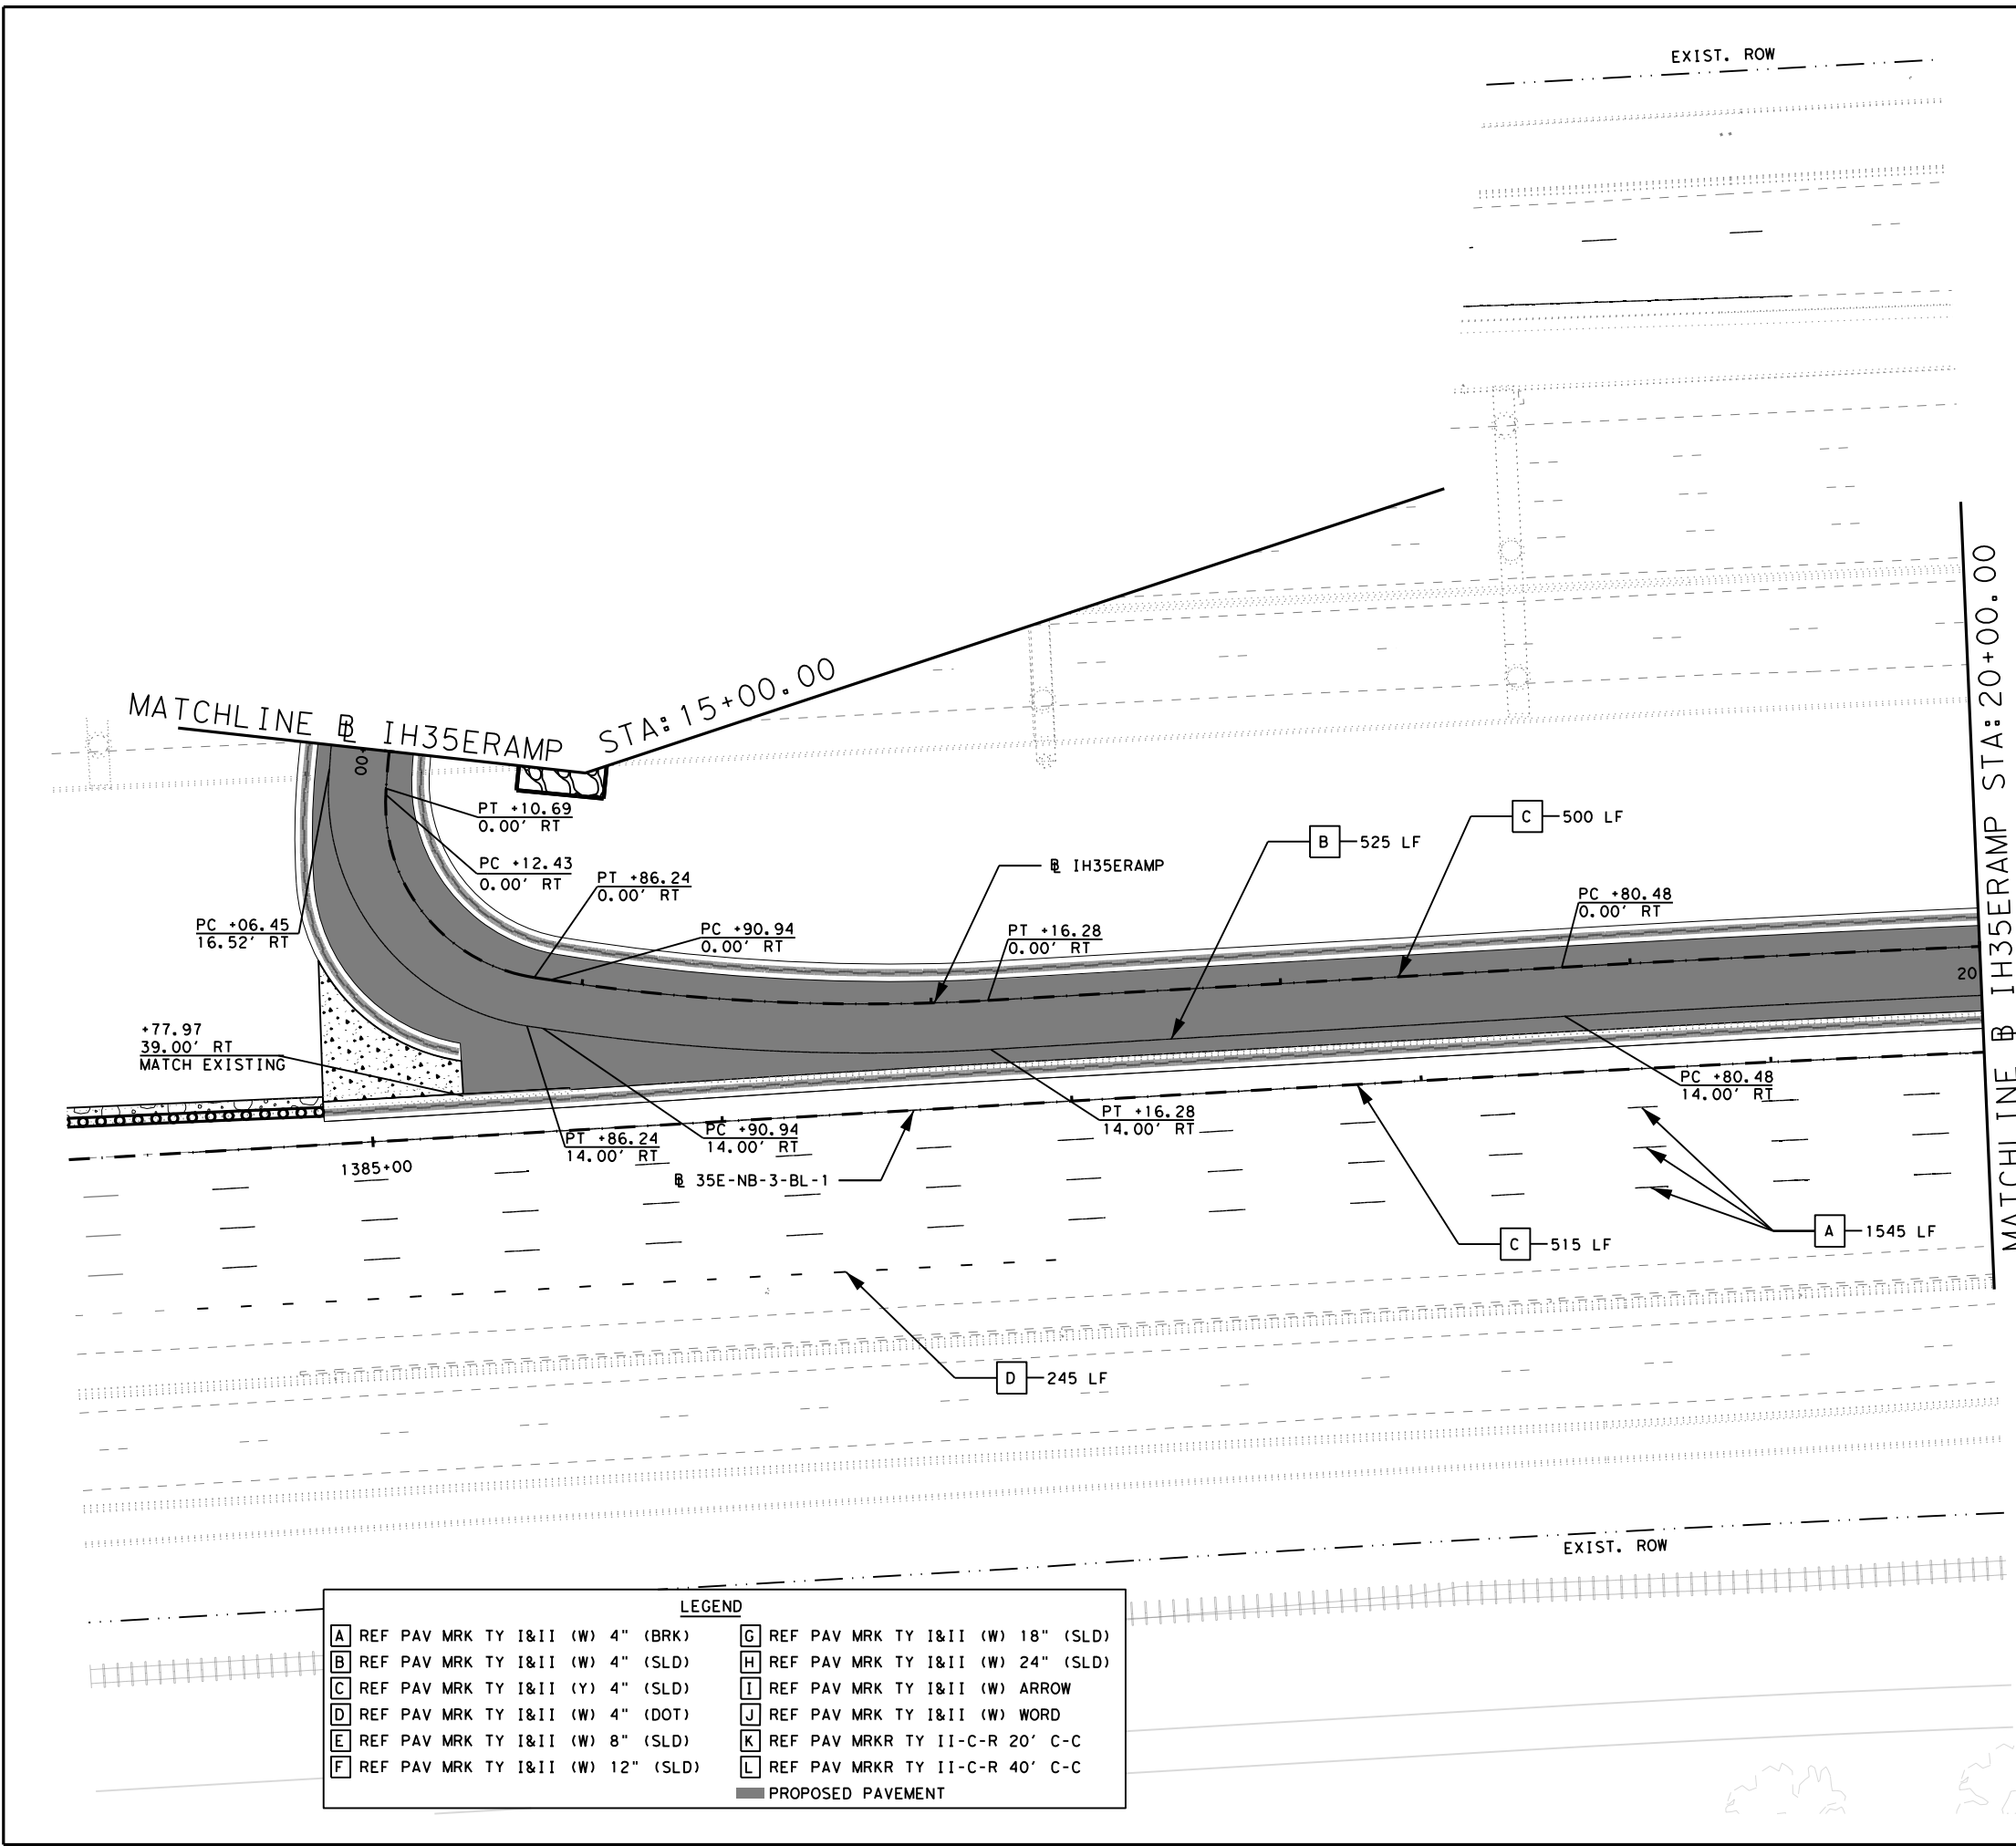 EXIST. ROW
MATCHLINE BL IH35ERAMP STA:15+00.00
00
PT +10.69
0.00' RT
PC +12.43
0.00' RT
PT +86.24
0.00' RT
PC +06.45
16.52' RT
PC +90.94
0.00' RT
BL IH35ERAMP
PT +16.28
0.00' RT
B 525 LF
C 500 LF
PC +80.48
0.00' RT
20
MATCHLINE BL IH35ERAMP STA:20+00.00
+77.97
39.00' RT
MATCH EXISTING
1385+00
PT +86.24
14.00' RT
PC +90.94
14.00' RT
BL 35E-NB-3-BL-1
PT +16.28
14.00' RT
PC +80.48
14.00' RT
C 515 LF
A 1545 LF
D 245 LF
EXIST. ROW
LEGEND
A REF PAV MRK TY I&II (W) 4" (BRK)
B REF PAV MRK TY I&II (W) 4" (SLD)
C REF PAV MRK TY I&II (Y) 4" (SLD)
D REF PAV MRK TY I&II (W) 4" (DOT)
E REF PAV MRK TY I&II (W) 8" (SLD)
F REF PAV MRK TY I&II (W) 12" (SLD)
G REF PAV MRK TY I&II (W) 18" (SLD)
H REF PAV MRK TY I&II (W) 24" (SLD)
I REF PAV MRK TY I&II (W) ARROW
J REF PAV MRK TY I&II (W) WORD
K REF PAV MRKR TY II-C-R 20' C-C
L REF PAV MRKR TY II-C-R 40' C-C
PROPOSED PAVEMENT